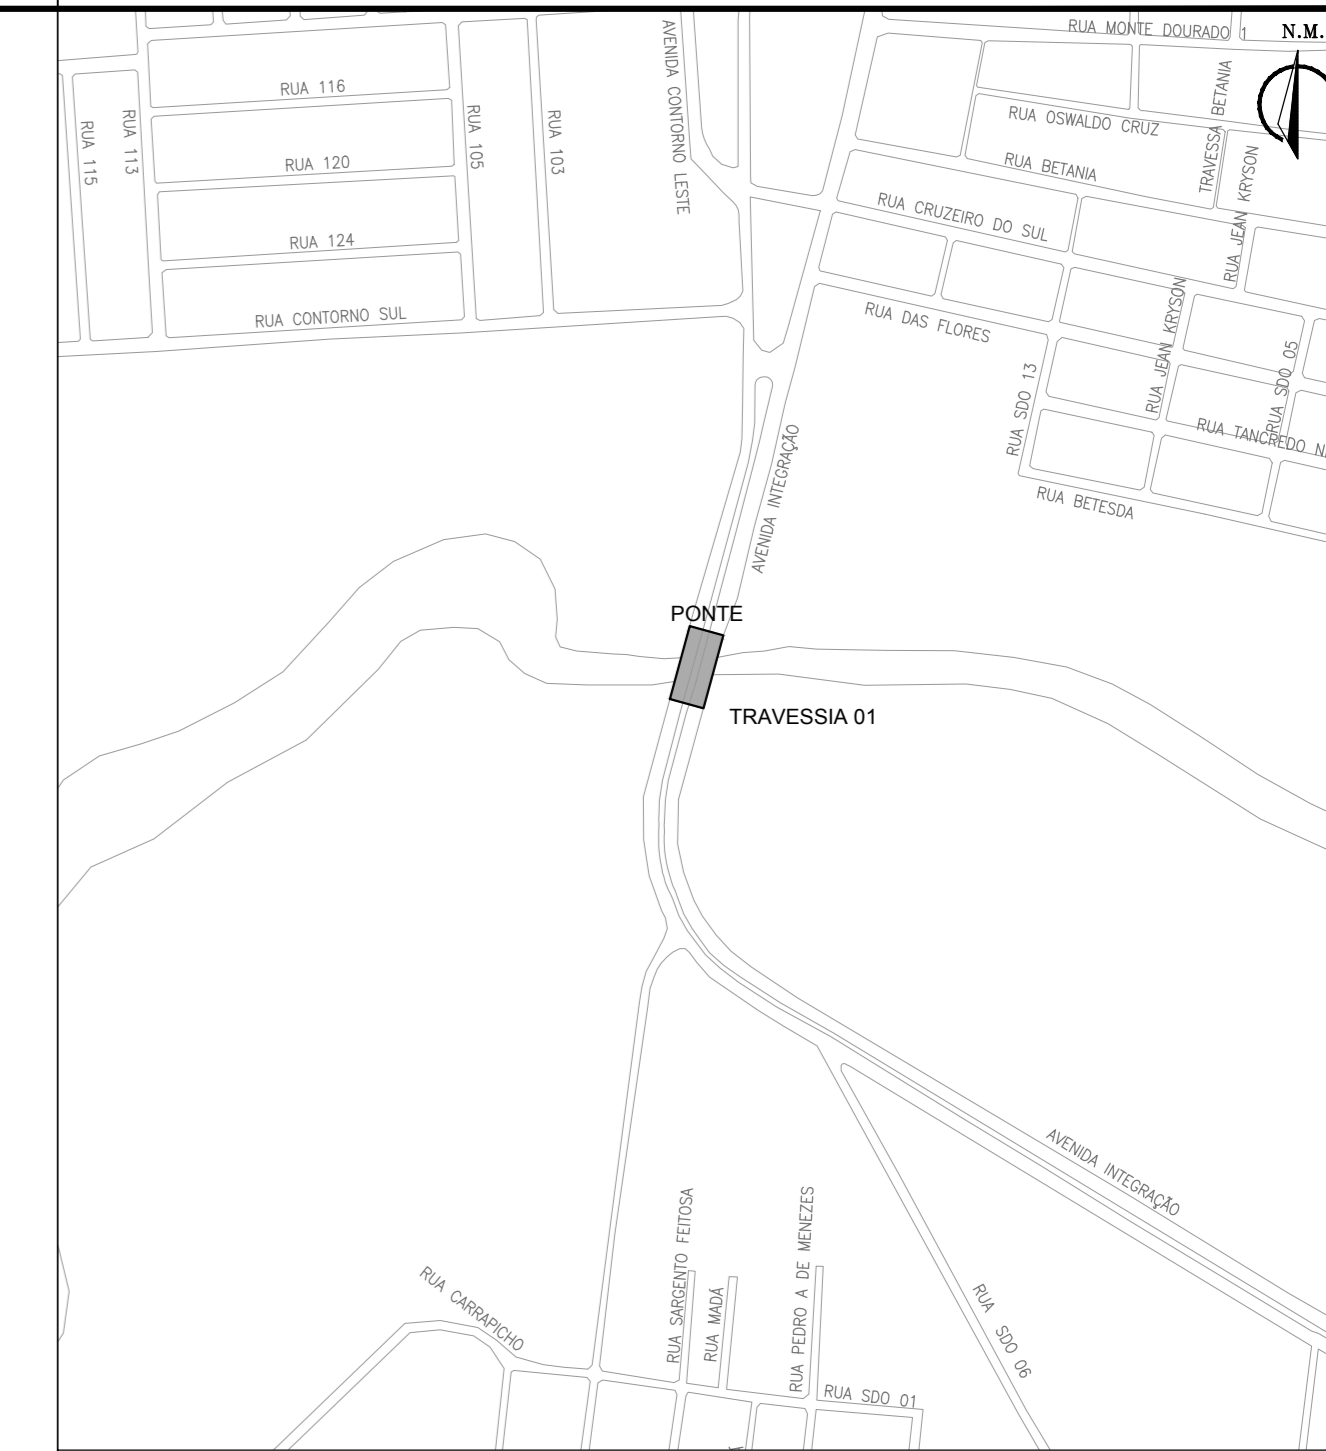 RUA MONTE DOURADO 1
N.M.
AVENIDA CONTORNO LESTE
RUA 116
RUA 115
RUA 113
RUA 105
RUA 103
RUA OSWALDO CRUZ
TRAVESSA BETANIA
RUA 120
RUA BETANIA
RUA JEAN KRYSON
RUA CRUZEIRO DO SUL
RUA 124
RUA CONTORNO SUL
RUA DAS FLORES
RUA JEAN KRYSON
RUA SDO 05
RUA SDO 13
RUA TANCREDO
AVENIDA INTEGRAÇÃO
RUA BETESDA
PONTE
TRAVESSIA 01
AVENIDA INTEGRAÇÃO
RUA CARRAPICHO
RUA SARGENTO FEITOSA
RUA MADÁ
RUA PEDRO A DE MENEZES
RUA SDO 06
RUA SDO 01